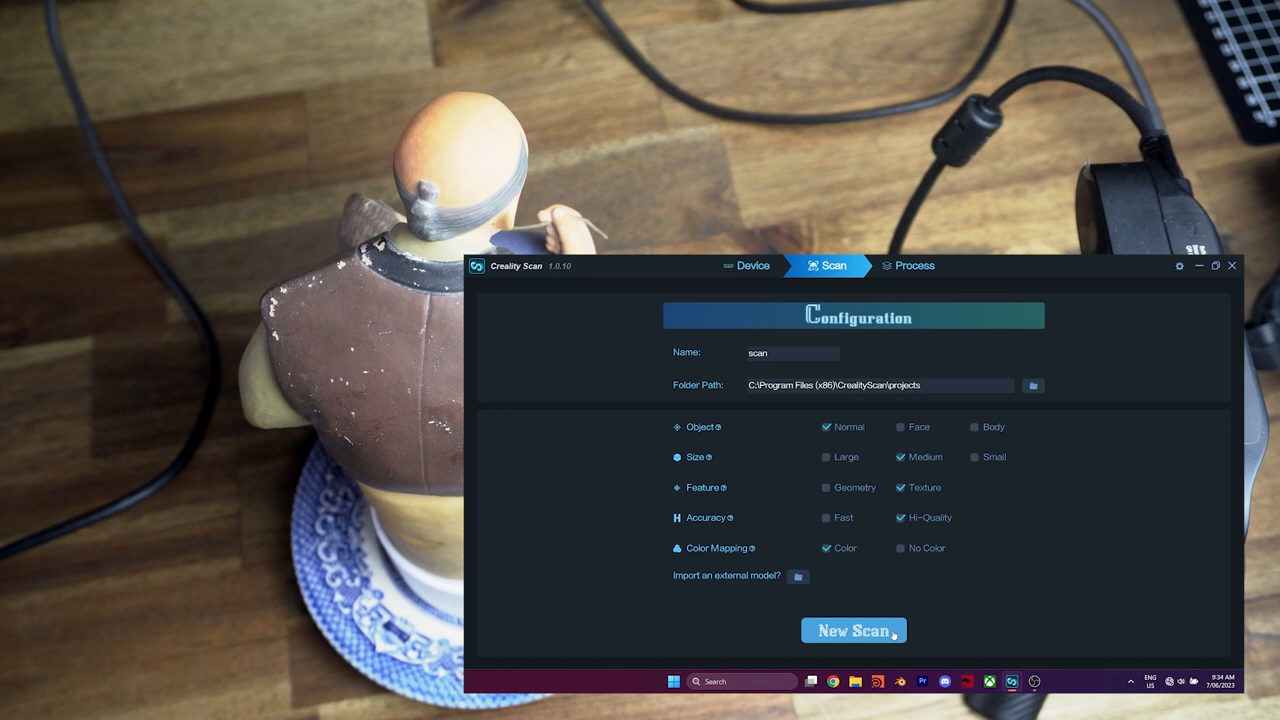 Creality Scan 1.0.10
Device
Scan
Process
Configuration
Name: scan
Folder Path: C:\Program Files (x86)\CrealityScan\projects
Object Normal Face Body
Size Large Medium Small
Feature Geometry Texture
Accuracy Fast Hi-Quality
Color Mapping Color No Color
Import an external model?
New Scan
Search
Pr
ENG
US
9:34 AM
7/06/2023